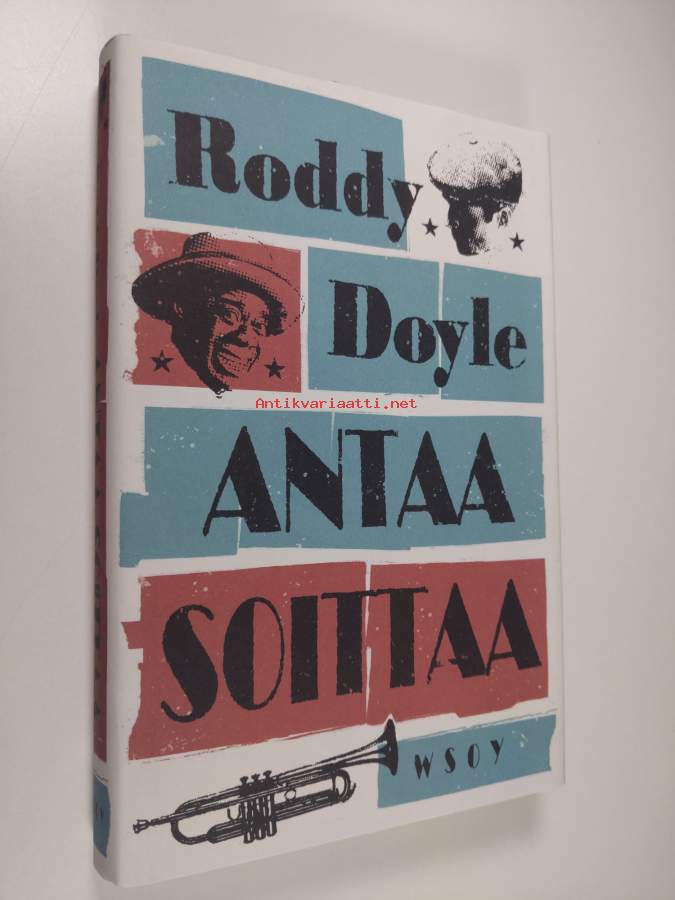 Roddy
Doyle
Antikvariaatti.net
ANTAA
SOITTAA
WSOY